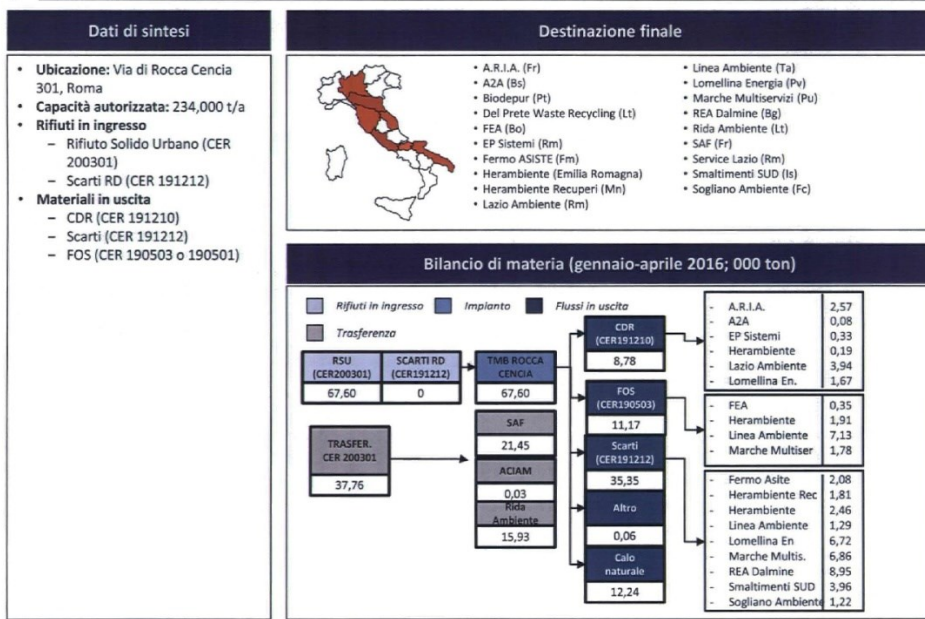 Dati di sintesi
• Ubicazione: Via di Rocca Cencia
301, Roma
• Capacità autorizzata: 234,000 t/a
• Rifiuti in ingresso
– Rifiuto Solido Urbano (CER
200301)
– Scarti RD (CER 191212)
• Materiali in uscita
– CDR (CER 191210)
– Scarti (CER 191212)
– FOS (CER 190503 o 190501)
Destinazione finale
• A.R.I.A. (Fr)
• A2A (Bs)
• Biodepur (Pt)
• Del Prete Waste Recycling (Lt)
• FEA (Bo)
• EP Sistemi (Rm)
• Fermo ASISTE (Fm)
• Herambiente (Emilia Romagna)
• Herambiente Recuperi (Mn)
• Lazio Ambiente (Rm)
• Linea Ambiente (Ta)
• Lomellina Energia (Pv)
• Marche Multiservizi (Pu)
• REA Dalmine (Bg)
• Rida Ambiente (Lt)
• SAF (Fr)
• Service Lazio (Rm)
• Smaltimenti SUD (Is)
• Sogliano Ambiente (Fc)
Bilancio di materia (gennaio-aprile 2016; 000 ton)
Rifiuti in ingresso
Impianto
Flussi in uscita
Trasferenza
RSU
(CER200301)
67,60
SCARTI RD
(CER191212)
0
TMB ROCCA
CENCIA
67,60
TRASFER.
CER 200301
37,76
SAF
21,45
ACIAM
0,03
Rida
Ambiente
15,93
CDR
(CER191210)
8,78
FOS
(CER190503)
11,17
Scarti
(CER191212)
35,35
Altro
0,06
Calo
naturale
12,24
- A.R.I.A. 2,57
- A2A 0,08
- EP Sistemi 0,33
- Herambiente 0,19
- Lazio Ambiente 3,94
- Lomellina En. 1,67
- FEA 0,35
- Herambiente 1,91
- Linea Ambiente 7,13
- Marche Multiser 1,78
- Fermo Asite 2,08
- Herambiente Rec 1,81
- Herambiente 2,46
- Linea Ambiente 1,29
- Lomellina En 6,72
- Marche Multis. 6,86
- REA Dalmine 8,95
- Smaltimenti SUD 3,96
- Sogliano Ambiente 1,22